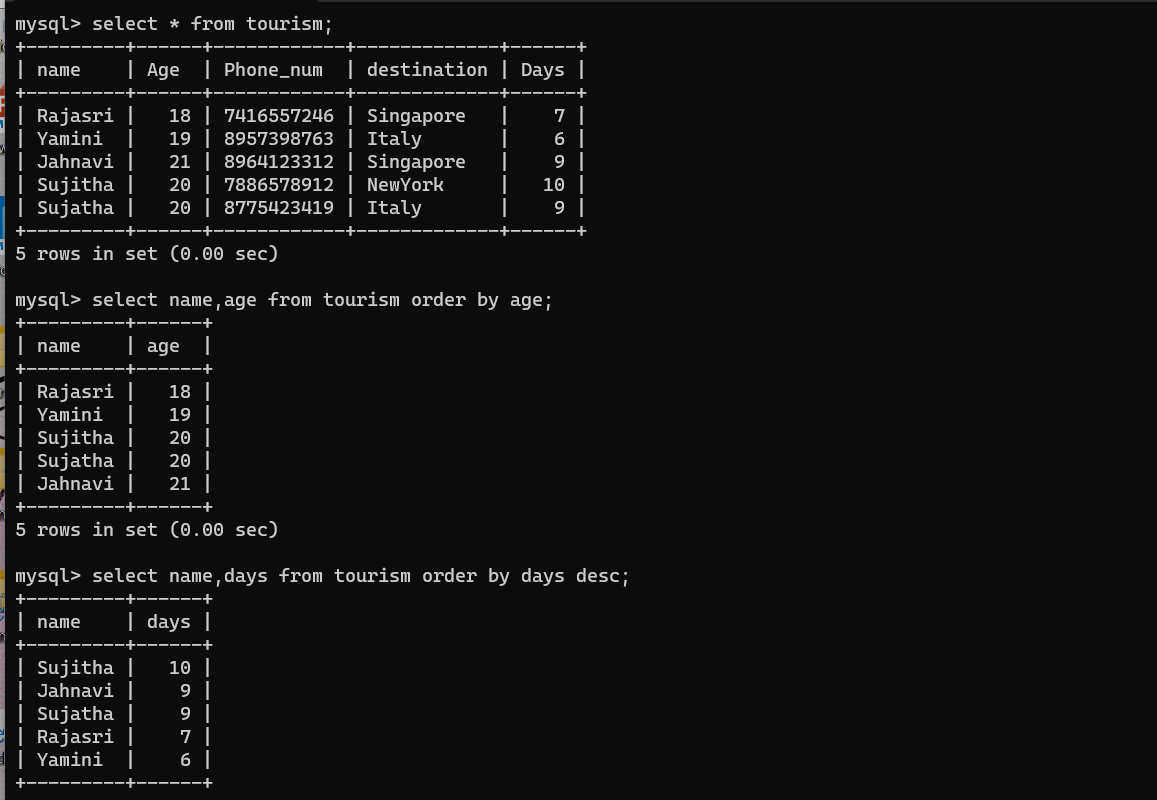 mysql> select * from tourism;
+---------+------+------------+-------------+------+
| name    | Age  | Phone_num  | destination | Days |
+---------+------+------------+-------------+------+
| Rajasri |   18 | 7416557246 | Singapore   |    7 |
| Yamini  |   19 | 8957398763 | Italy       |    6 |
| Jahnavi |   21 | 8964123312 | Singapore   |    9 |
| Sujitha |   20 | 7886578912 | NewYork     |   10 |
| Sujatha |   20 | 8775423419 | Italy       |    9 |
+---------+------+------------+-------------+------+
5 rows in set (0.00 sec)

mysql> select name,age from tourism order by age;
+---------+------+
| name    | age  |
+---------+------+
| Rajasri |   18 |
| Yamini  |   19 |
| Sujitha |   20 |
| Sujatha |   20 |
| Jahnavi |   21 |
+---------+------+
5 rows in set (0.00 sec)

mysql> select name,days from tourism order by days desc;
+---------+------+
| name    | days |
+---------+------+
| Sujitha |   10 |
| Jahnavi |    9 |
| Sujatha |    9 |
| Rajasri |    7 |
| Yamini  |    6 |
+---------+------+